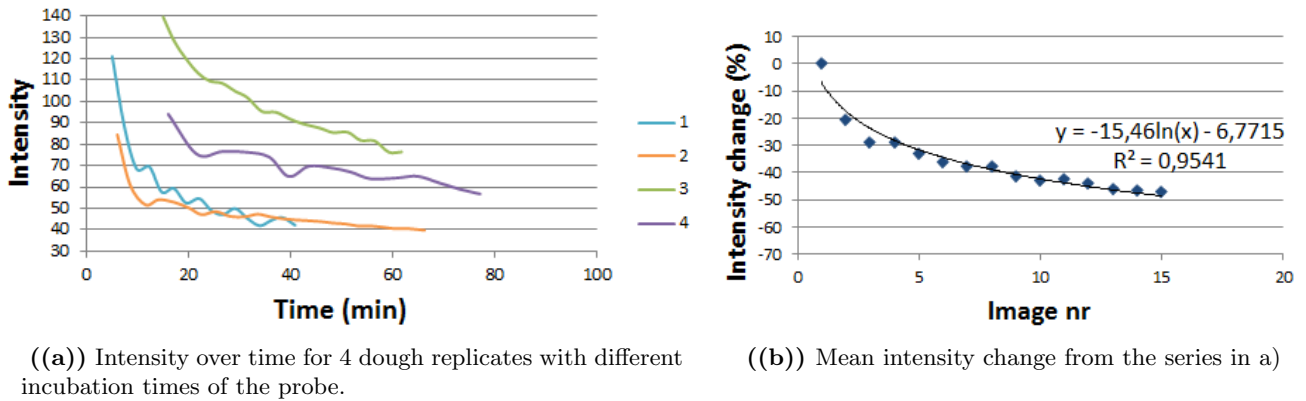 140
130
120
110
100
90
80
70
60
50
40
30
Intensity
0 20 40 60 80 100
Time (min)
1
2
3
4
10
0
-10
-20
-30
-40
-50
-60
-70
Intensity change (%)
y = -15,46ln(x) - 6,7715
R² = 0,9541
0 5 10 15 20
Image nr
((a)) Intensity over time for 4 dough replicates with different
incubation times of the probe.
((b)) Mean intensity change from the series in a)